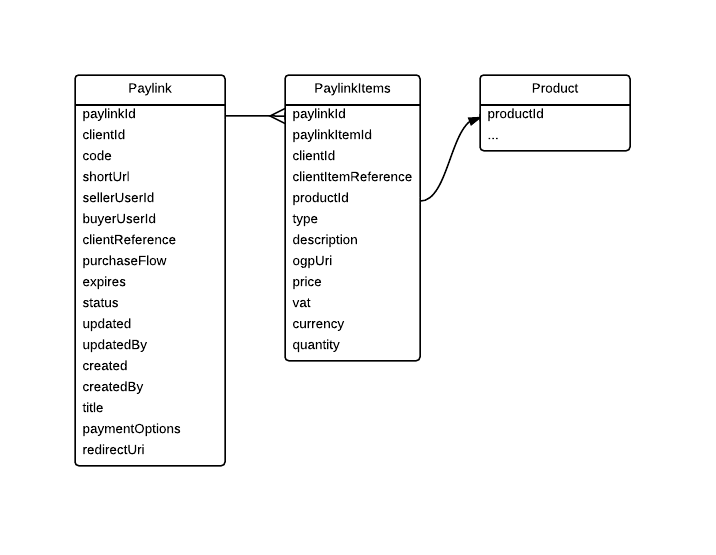 Paylink
paylinkId
clientId
code
shortUrl
sellerUserId
buyerUserId
clientReference
purchaseFlow
expires
status
updated
updatedBy
created
createdBy
title
paymentOptions
redirectUri
PaylinkItems
paylinkId
paylinkItemId
clientId
clientItemReference
productId
type
description
ogpUri
price
vat
currency
quantity
Product
productId
...